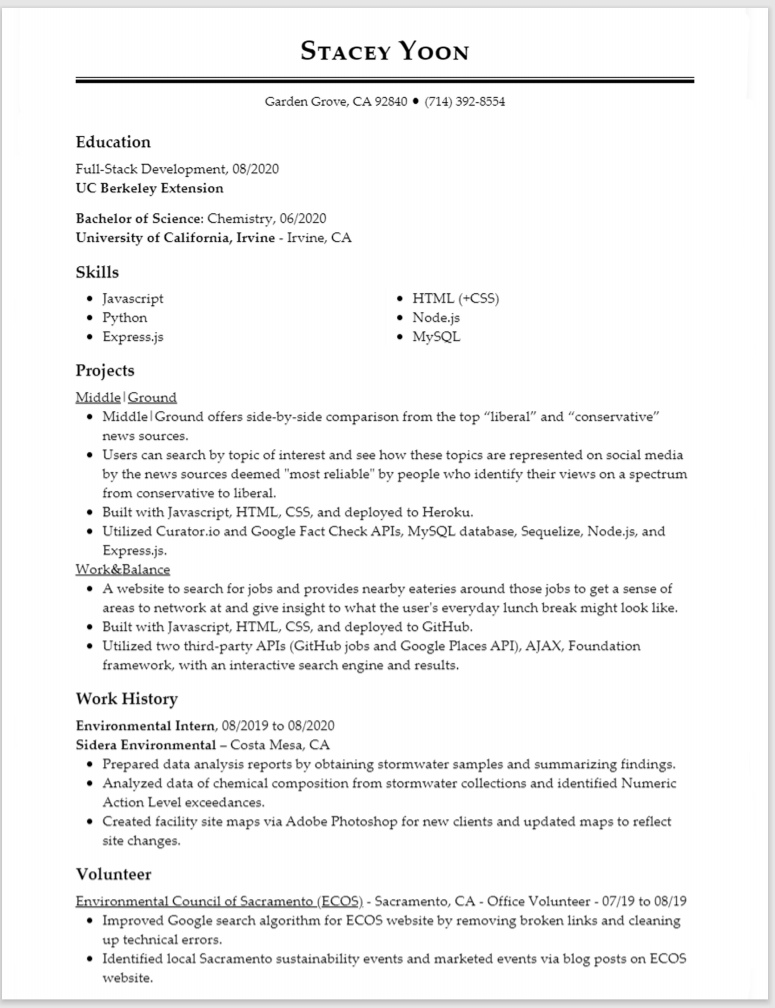 Stacey Yoon
Garden Grove, CA 92840 ● (714) 392-8554
Education
Full-Stack Development, 08/2020
UC Berkeley Extension
Bachelor of Science: Chemistry, 06/2020
University of California, Irvine - Irvine, CA
Skills
● Javascript
● Python
● Express.js
● HTML (+CSS)
● Node.js
● MySQL
Projects
Middle|Ground
● Middle|Ground offers side-by-side comparison from the top “liberal” and “conservative”
news sources.
● Users can search by topic of interest and see how these topics are represented on social media
by the news sources deemed "most reliable" by people who identify their views on a spectrum
from conservative to liberal.
● Built with Javascript, HTML, CSS, and deployed to Heroku.
● Utilized Curator.io and Google Fact Check APIs, MySQL database, Sequelize, Node.js, and
Express.js.
Work&Balance
● A website to search for jobs and provides nearby eateries around those jobs to get a sense of
areas to network at and give insight to what the user's everyday lunch break might look like.
● Built with Javascript, HTML, CSS, and deployed to GitHub.
● Utilized two third-party APIs (GitHub jobs and Google Places API), AJAX, Foundation
framework, with an interactive search engine and results.
Work History
Environmental Intern, 08/2019 to 08/2020
Sidera Environmental – Costa Mesa, CA
● Prepared data analysis reports by obtaining stormwater samples and summarizing findings.
● Analyzed data of chemical composition from stormwater collections and identified Numeric
Action Level exceedances.
● Created facility site maps via Adobe Photoshop for new clients and updated maps to reflect
site changes.
Volunteer
Environmental Council of Sacramento (ECOS) - Sacramento, CA - Office Volunteer - 07/19 to 08/19
● Improved Google search algorithm for ECOS website by removing broken links and cleaning
up technical errors.
● Identified local Sacramento sustainability events and marketed events via blog posts on ECOS
website.